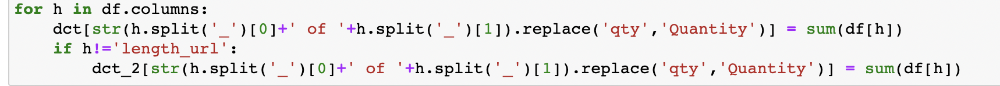 for h in df.columns:
    dct[str(h.split('_')[0]+' of '+h.split('_')[1]).replace('qty','Quantity')] = sum(df[h])
    if h!='length_url':
        dct_2[str(h.split('_')[0]+' of '+h.split('_')[1]).replace('qty','Quantity')] = sum(df[h])